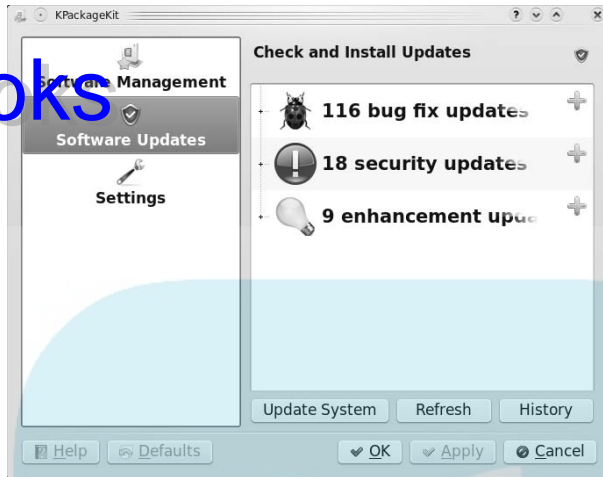 KPackageKit
Check and Install Updates
Software Management
oks
Software Updates
Settings
116 bug fix updates
18 security updates
9 enhancement upda
Update System
Refresh
History
Help
Defaults
OK
Apply
Cancel